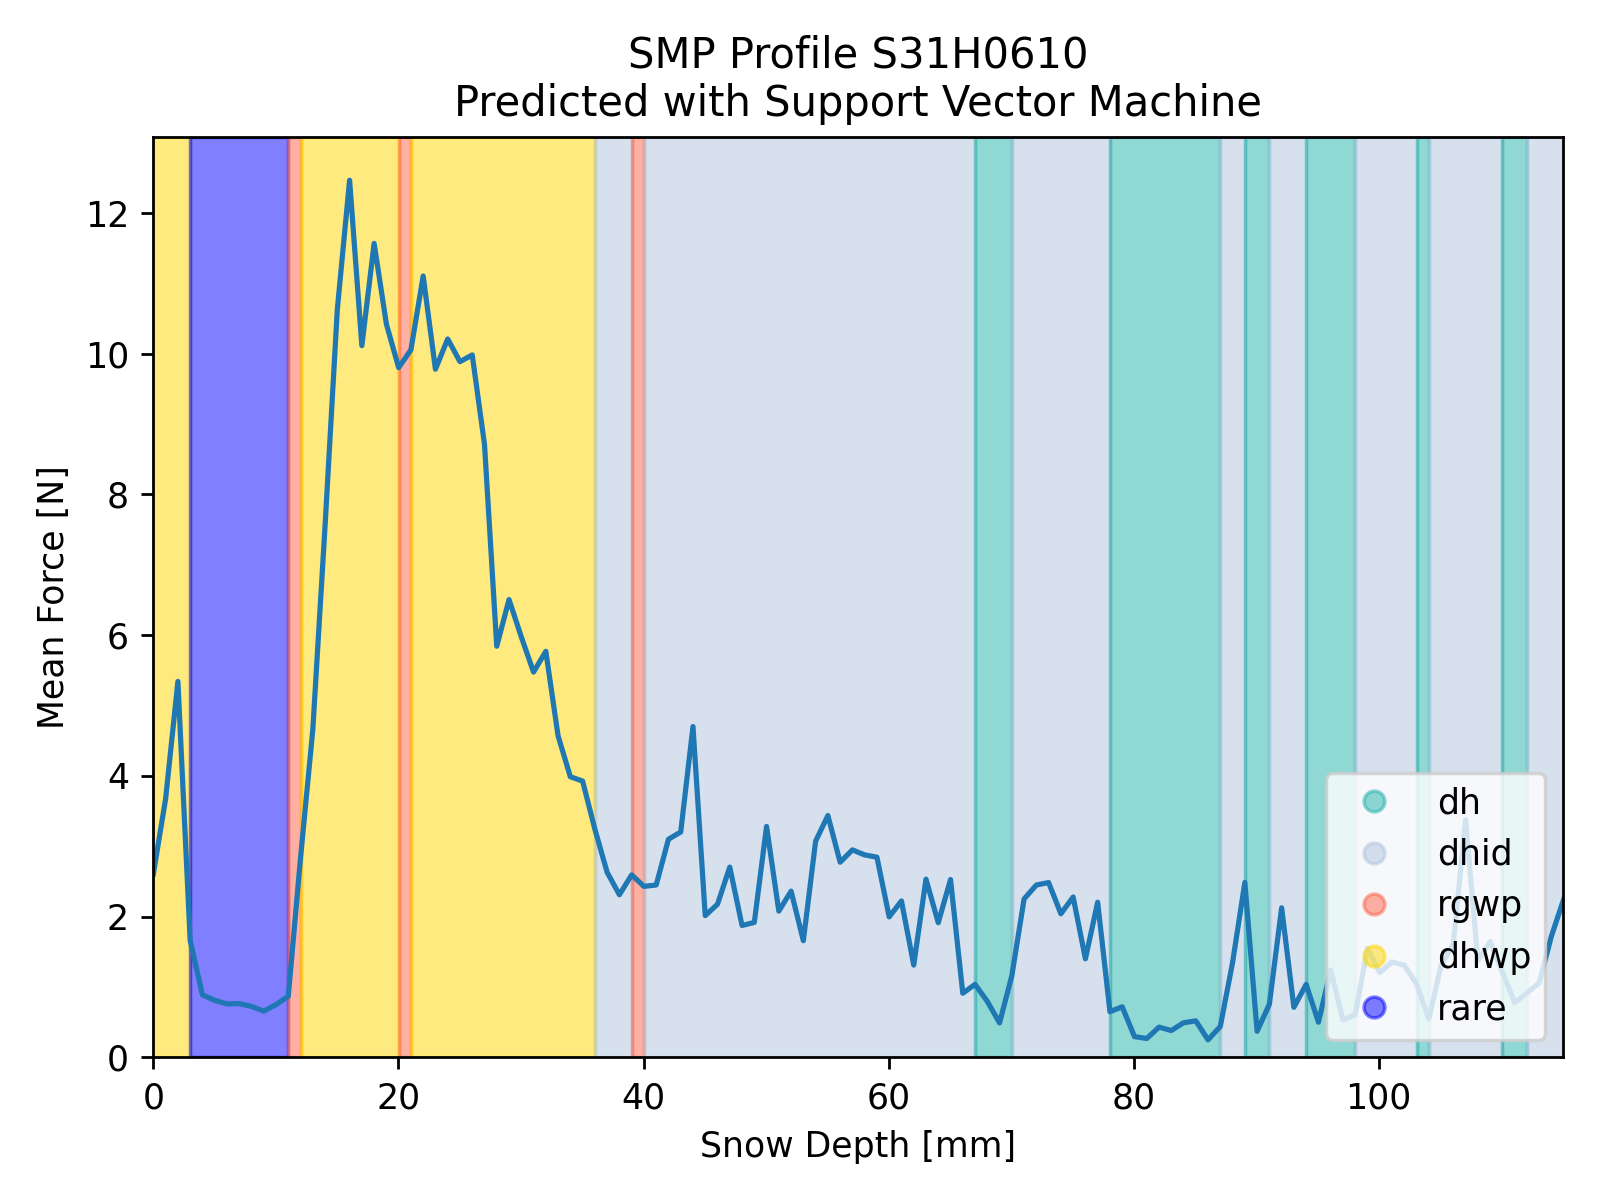 SMP Profile S31H0610
Predicted with Support Vector Machine
Mean Force [N]
12
10
8
6
4
2
0
0 20 40 60 80 100
Snow Depth [mm]
dh
dhid
rgwp
dhwp
rare